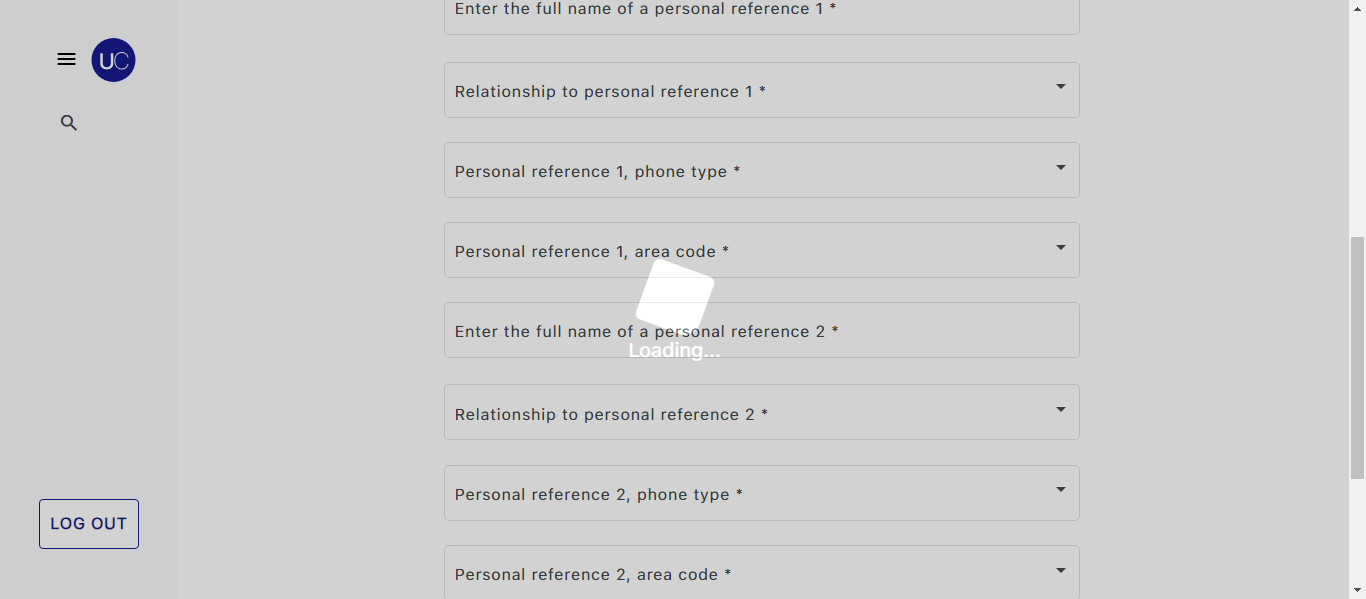 Enter the full name of a personal reference 1 *
UC
Relationship to personal reference 1 *
Personal reference 1, phone type *
Personal reference 1, area code *
Enter the full name of a personal reference 2 *
Loading...
Relationship to personal reference 2 *
Personal reference 2, phone type *
LOG OUT
Personal reference 2, area code *